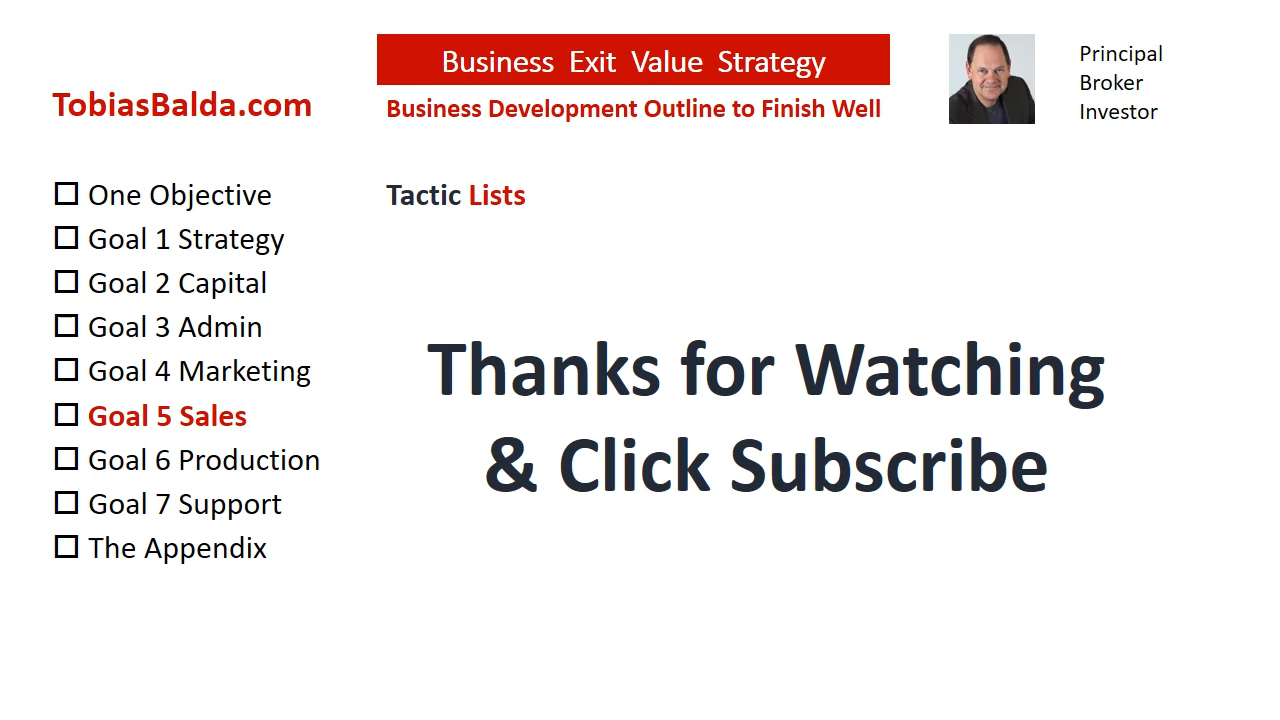 TobiasBalda.com
Business Exit Value Strategy
Business Development Outline to Finish Well
Principal
Broker
Investor
One Objective
Goal 1 Strategy
Goal 2 Capital
Goal 3 Admin
Goal 4 Marketing
Goal 5 Sales
Goal 6 Production
Goal 7 Support
The Appendix
Tactic Lists
Thanks for Watching
& Click Subscribe